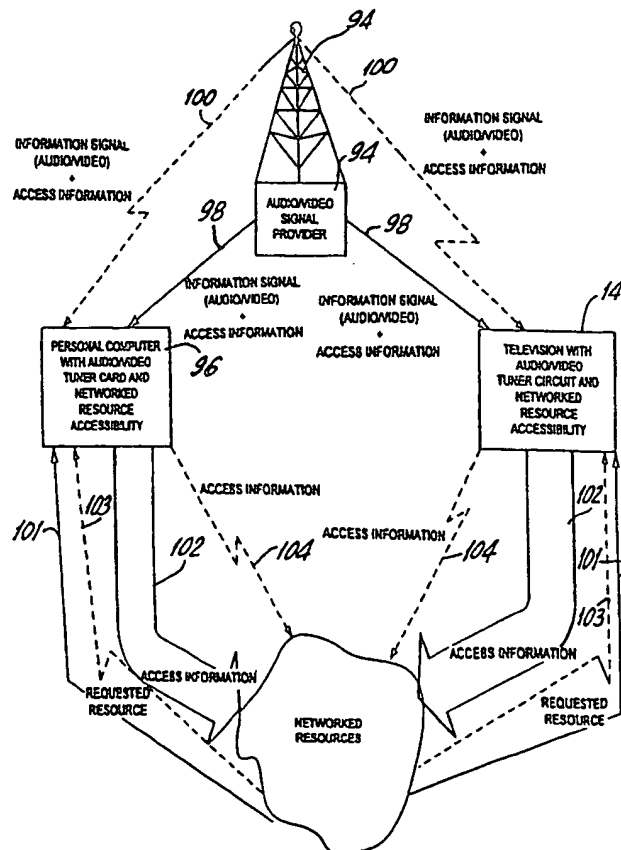 94
100
100
INFORMATION SIGNAL
(AUDIO/VIDEO)
+
ACCESS INFORMATION
INFORMATION SIGNAL
(AUDIO/VIDEO)
+
ACCESS INFORMATION
94
AUDIO/VIDEO
SIGNAL
PROVIDER
98
98
INFORMATION SIGNAL
(AUDIO/VIDEO)
+
ACCESS INFORMATION
INFORMATION SIGNAL
(AUDIO/VIDEO)
+
ACCESS INFORMATION
14
PERSONAL COMPUTER
WITH AUDIO/VIDEO
TUNER CARD AND
NETWORKED
RESOURCE
ACCESSIBILITY
96
TELEVISION WITH
AUDIO/VIDEO
TUNER CIRCUIT AND
NETWORKED
RESOURCE
ACCESSIBILITY
ACCESS INFORMATION
ACCESS INFORMATION
101
103
102
104
104
102
101
103
ACCESS INFORMATION
REQUESTED
RESOURCE
ACCESS INFORMATION
REQUESTED
RESOURCE
NETWORKED
RESOURCES